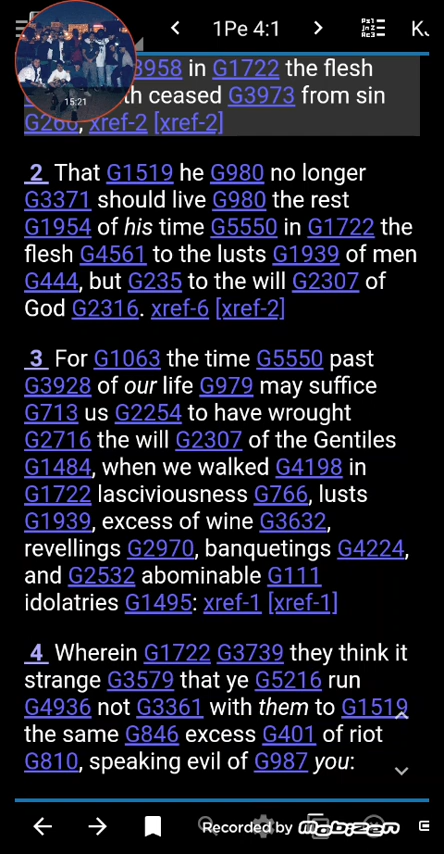 1Pe 4:1
3958 in G1722 the flesh
th ceased G3973 from sin
G260, xref-2 [xref-2]
15:21
2 That G1519 he G980 no longer
G3371 should live G980 the rest
G1954 of his time G5550 in G1722 the
flesh G4561 to the lusts G1939 of men
G444, but G235 to the will G2307 of
God G2316. xref-6 [xref-2]
3 For G1063 the time G5550 past
G3928 of our life G979 may suffice
G713 us G2254 to have wrought
G2716 the will G2307 of the Gentiles
G1484, when we walked G4198 in
G1722 lasciviousness G766, lusts
G1939, excess of wine G3632,
revellings G2970, banquetings G4224,
and G2532 abominable G111
idolatries G1495: xref-1 [xref-1]
4 Wherein G1722 G3739 they think it
strange G3579 that ye G5216 run
G4936 not G3361 with them to G1519
the same G846 excess G401 of riot
G810, speaking evil of G987 you:
Recorded by mobizen